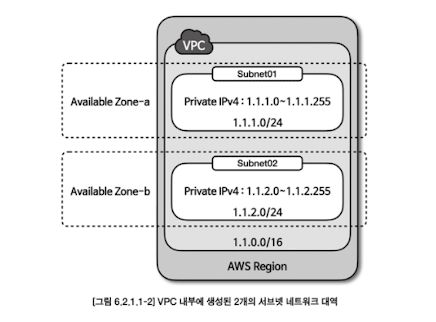 VPC
Subnet01
Available Zone-a
Private IPv4 : 1.1.1.0~1.1.1.255
1.1.1.0/24
Subnet02
Available Zone-b
Private IPv4 : 1.1.2.0~1.1.2.255
1.1.2.0/24
1.1.0.0/16
AWS Region
[그림 6.2.1.1-2] VPC 내부에 생성된 2개의 서브넷 네트워크 대역